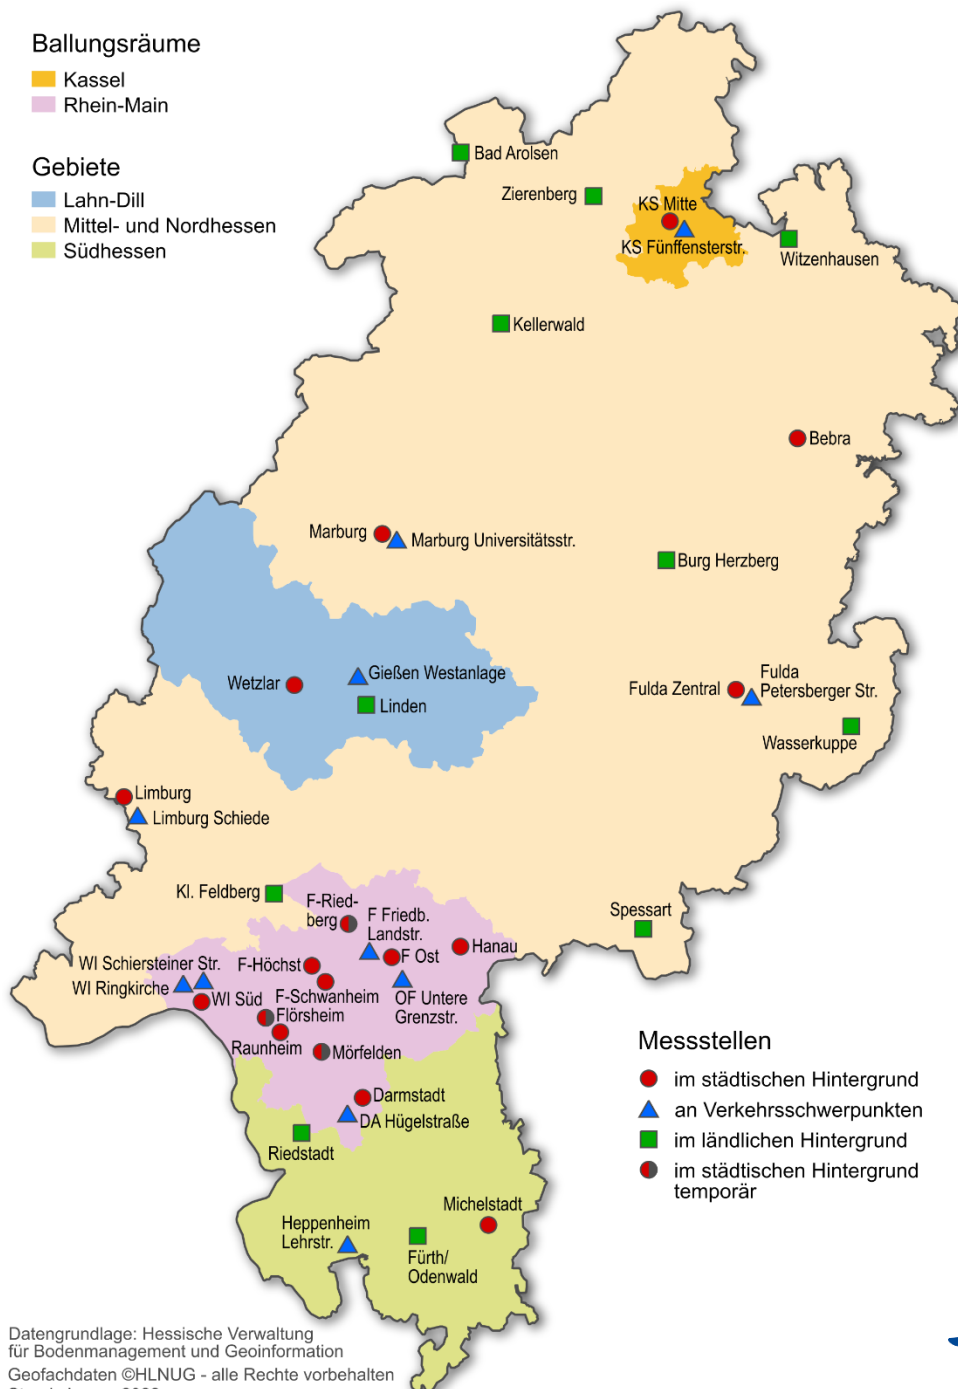 Ballungsräume
Kassel
Rhein-Main
Gebiete
Lahn-Dill
Mittel- und Nordhessen
Südhessen
Bad Arolsen
Zierenberg
KS Mitte
KS Fünffensterstr.
Witzenhausen
Kellerwald
Bebra
Marburg
Marburg Universitätsstr.
Burg Herzberg
Wetzlar
Gießen Westanlage
Linden
Fulda Zentral
Fulda
Petersberger Str.
Wasserkuppe
Limburg
Limburg Schiede
Kl. Feldberg
F-Ried-
berg
F Friedb.
Landstr.
Hanau
Spessart
F Ost
F-Höchst
WI Schiersteiner Str.
WI Ringkirche
WI Süd
F-Schwanheim
OF Untere
Grenzstr.
Flörsheim
Raunheim
Mörfelden
Darmstadt
DA Hügelstraße
Riedstadt
Michelstadt
Heppenheim
Lehrstr.
Fürth/
Odenwald
Messstellen
im städtischen Hintergrund
an Verkehrsschwerpunkten
im ländlichen Hintergrund
im städtischen Hintergrund
temporär
Datengrundlage: Hessische Verwaltung
für Bodenmanagement und Geoinformation
Geofachdaten ©HLNUG - alle Rechte vorbehalten